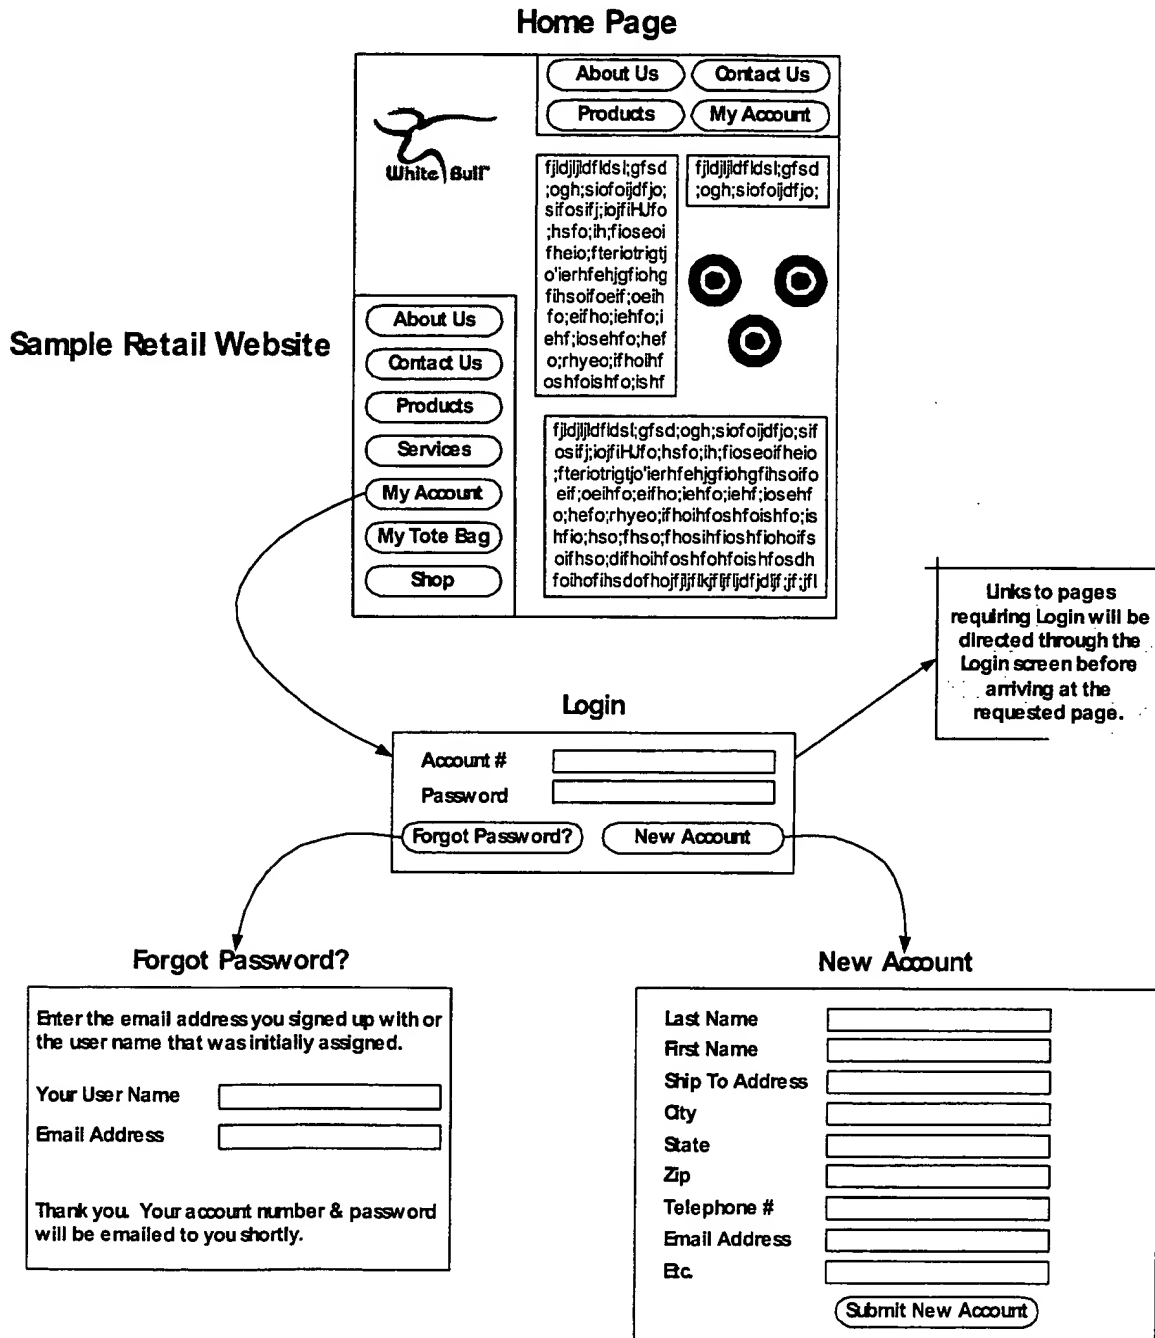 Home Page
About Us
Contact Us
Products
My Account
White Bull™
fjldjljldfldsl;gfsd
;ogh;siofoijdfjo;
sifosifj;iojfiHJfo
;hsfo;ih;fioseoi
fheio;fteriotrigtj
o'ierhfehjgfiohg
fihsoifoeif;oeih
fo;eifho;iehfo;i
ehf;iosehfo;hef
o;rhyeo;ifhoihf
oshfoishfo;ishf
fjldjljldfldsl;gfsd
;ogh;siofoijdfjo;
Sample Retail Website
About Us
Contact Us
Products
Services
My Account
My Tote Bag
Shop
fjldjljldfldsl;gfsd;ogh;siofoijdfjo;sif
osifj;iojfiHJfo;hsfo;ih;fioseoifheio
;fteriotrigtjo'ierhfehjgfiohgfihsoifo
eif;oeihfo;eifho;iehfo;iehf;iosehf
o;hefo;rhyeo;ifhoihfoshfoishfo;is
hfio;hso;fhso;fhosihfioshfiohoifs
oifhso;difhoihfoshfohfoishfosdh
Links to pages
requiring Login will be
directed through the
Login screen before
arriving at the
requested page.
Login
Account #
Password
Forgot Password?
New Account
Forgot Password?
Enter the email address you signed up with or
the user name that was initially assigned.
Your User Name
Email Address
Thank you. Your account number & password
will be emailed to you shortly.
New Account
Last Name
First Name
Ship To Address
City
State
Zip
Telephone #
Email Address
Etc.
Submit New Account